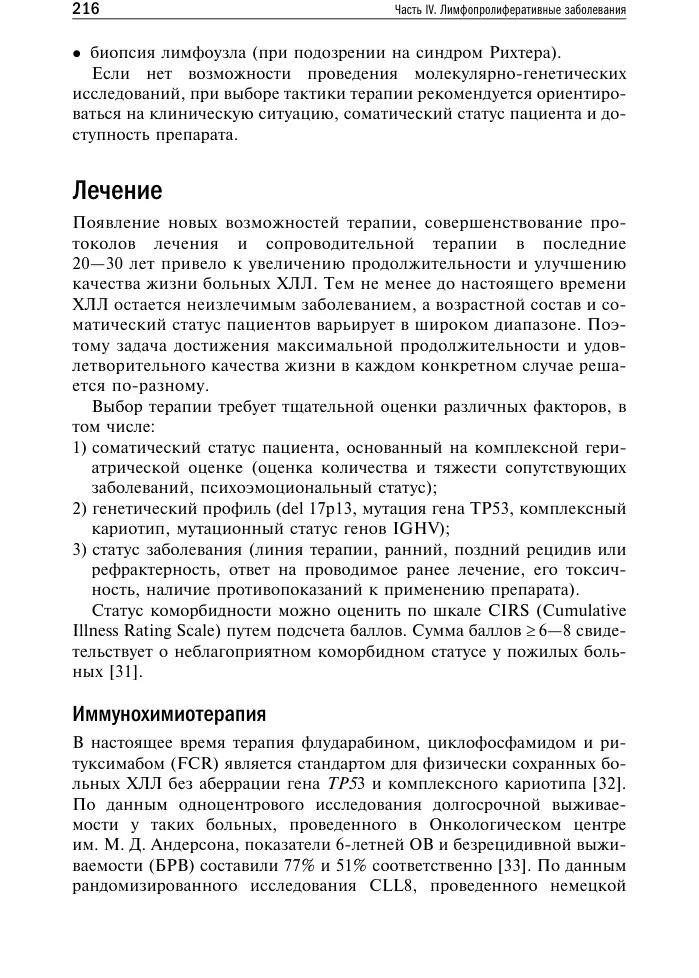 216
Часть IV. Лимфопролиферативные заболевания
• биопсия лимфоузла (при подозрении на синдром Рихтера).
Если нет возможности проведения молекулярно-генетических
исследований, при выборе тактики терапии рекомендуется ориентиро-
ваться на клиническую ситуацию, соматический статус пациента и до-
ступность препарата.
Лечение
Появление новых возможностей терапии, совершенствование про-
токолов лечения и сопроводительной терапии в последние
20—30 лет привело к увеличению продолжительности и улучшению
качества жизни больных ХЛЛ. Тем не менее до настоящего времени
ХЛЛ остается неизлечимым заболеванием, а возрастной состав и со-
матический статус пациентов варьирует в широком диапазоне. Поэ-
тому задача достижения максимальной продолжительности и удов-
летворительного качества жизни в каждом конкретном случае реша-
ется по-разному.
Выбор терапии требует тщательной оценки различных факторов, в
том числе:
1) соматический статус пациента, основанный на комплексной гери-
атрической оценке (оценка количества и тяжести сопутствующих
заболеваний, психоэмоциональный статус);
2) генетический профиль (del 17p13, мутация гена TP53, комплексный
кариотип, мутационный статус генов IGHV);
3) статус заболевания (линия терапии, ранний, поздний рецидив или
рефрактерность, ответ на проводимое ранее лечение, его токсич-
ность, наличие противопоказаний к применению препарата).
Статус коморбидности можно оценить по шкале CIRS (Cumulative
Illness Rating Scale) путем подсчета баллов. Сумма баллов ≥ 6—8 свиде-
тельствует о неблагоприятном коморбидном статусе у пожилых боль-
ных [31].
Иммунохимиотерапия
В настоящее время терапия флударабином, циклофосфамидом и ри-
туксимабом (FCR) является стандартом для физически сохранных бо-
льных ХЛЛ без аберрации гена TP53 и комплексного кариотипа [32].
По данным одноцентрового исследования долгосрочной выживае-
мости у таких больных, проведенного в Онкологическом центре
им. М. Д. Андерсона, показатели 6-летней ОВ и безрецидивной выжи-
ваемости (БРВ) составили 77% и 51% соответственно [33]. По данным
рандомизированного исследования CLL8, проведенного немецкой